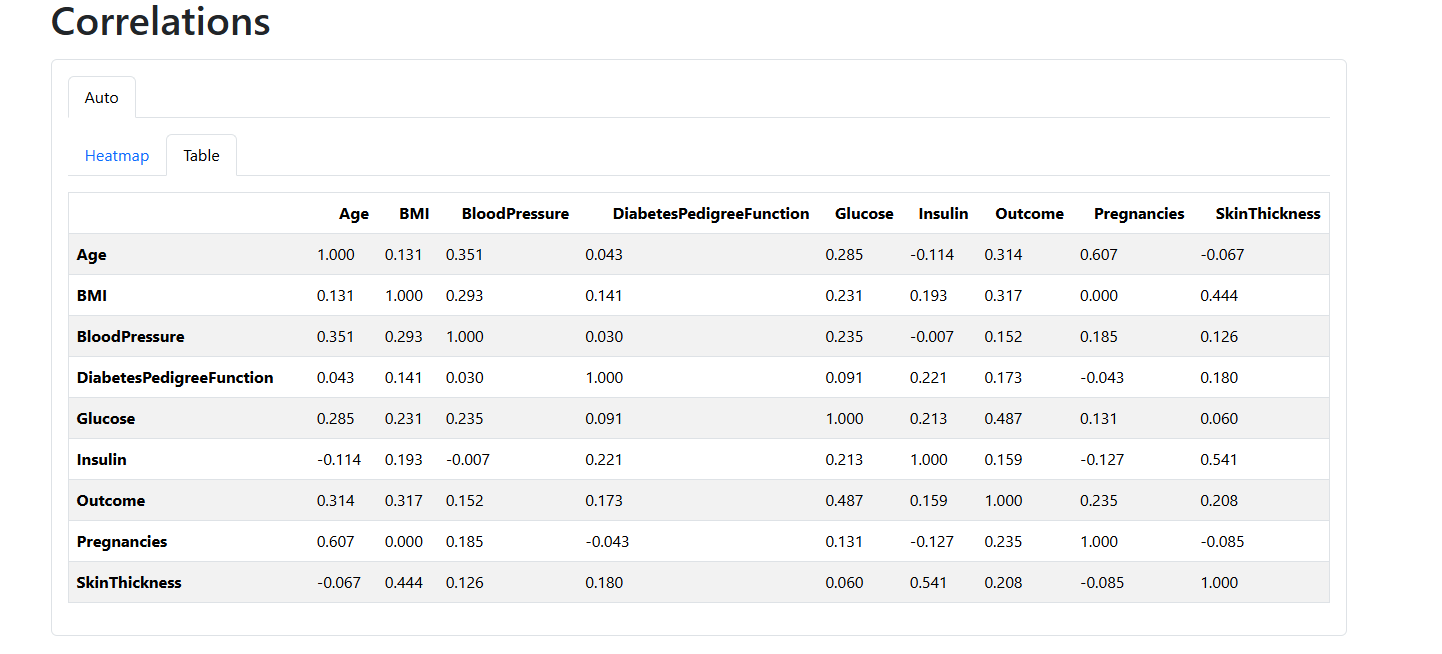 Correlations
Auto
Heatmap Table
Age BMI BloodPressure DiabetesPedigreeFunction Glucose Insulin Outcome Pregnancies SkinThickness
Age 1.000 0.131 0.351 0.043 0.285 -0.114 0.314 0.607 -0.067
BMI 0.131 1.000 0.293 0.141 0.231 0.193 0.317 0.000 0.444
BloodPressure 0.351 0.293 1.000 0.030 0.235 -0.007 0.152 0.185 0.126
DiabetesPedigreeFunction 0.043 0.141 0.030 1.000 0.091 0.221 0.173 -0.043 0.180
Glucose 0.285 0.231 0.235 0.091 1.000 0.213 0.487 0.131 0.060
Insulin -0.114 0.193 -0.007 0.221 0.213 1.000 0.159 -0.127 0.541
Outcome 0.314 0.317 0.152 0.173 0.487 0.159 1.000 0.235 0.208
Pregnancies 0.607 0.000 0.185 -0.043 0.131 -0.127 0.235 1.000 -0.085
SkinThickness -0.067 0.444 0.126 0.180 0.060 0.541 0.208 -0.085 1.000